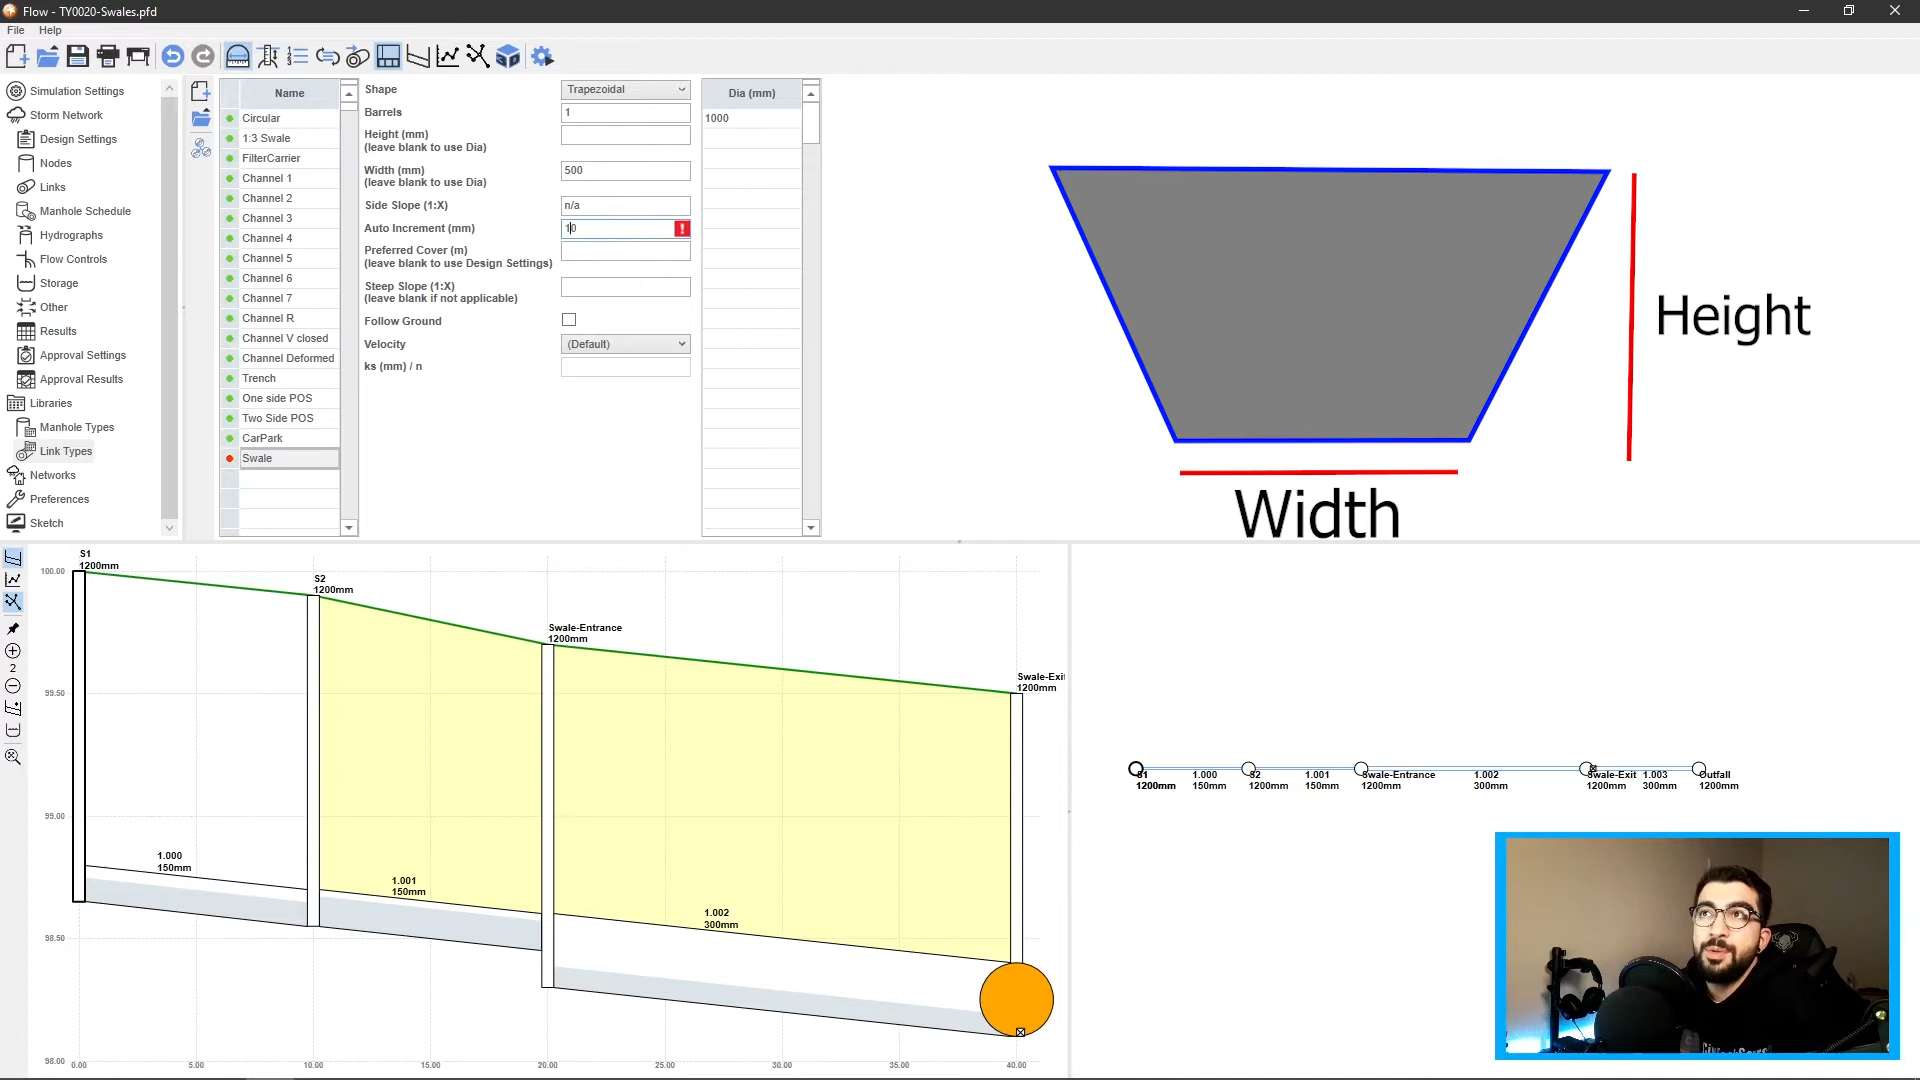 Flow - TY0020-Swales.pfd
File Help
Simulation Settings
Storm Network
Design Settings
Nodes
Links
Manhole Schedule
Hydrographs
Flow Controls
Storage
Other
Results
Approval Settings
Approval Results
Libraries
Manhole Types
Link Types
Networks
Preferences
Sketch
Name
Circular
1:3 Swale
FilterCarrier
Channel 1
Channel 2
Channel 3
Channel 4
Channel 5
Channel 6
Channel 7
Channel R
Channel V closed
Channel Deformed
Trench
One side POS
Two Side POS
CarPark
Swale
Shape Trapezoidal
Barrels 1
Height (mm)
(leave blank to use Dia)
Width (mm) 500
(leave blank to use Dia)
Side Slope (1:X) n/a
Auto Increment (mm) 10
Preferred Cover (m)
(leave blank to use Design Settings)
Steep Slope (1:X)
(leave blank if not applicable)
Follow Ground
Velocity (Default)
ks (mm) / n
Dia (mm)
1000
Height
Width
2
S1
1200mm
S2
1200mm
Swale-Entrance
1200mm
Swale-Exit
1200mm
1.000
150mm
1.001
150mm
1.002
300mm
100.00
99.50
99.00
98.50
98.00
0.00 5.00 10.00 15.00 20.00 25.00 30.00 35.00 40.00
S1 1.000 S2 1.001 Swale-Entrance 1.002 Swale-Exit 1.003 Outfall
1200mm 150mm 1200mm 150mm 1200mm 300mm 1200mm 300mm 1200mm